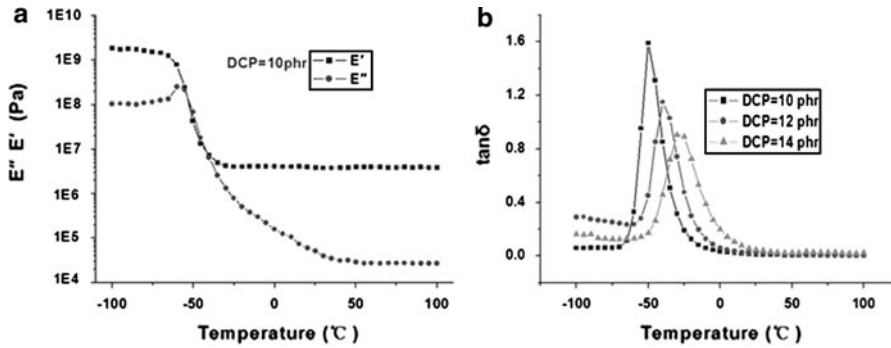 a
1E10
1E9
1E8
1E7
1E6
1E5
1E4
E″ E′ (Pa)
DCP=10phr
E′
E″
-100
-50
0
50
100
Temperature (℃)
b
1.6
1.2
0.8
0.4
0.0
tanδ
DCP=10 phr
DCP=12 phr
DCP=14 phr
-100
-50
0
50
100
Temperature (℃)